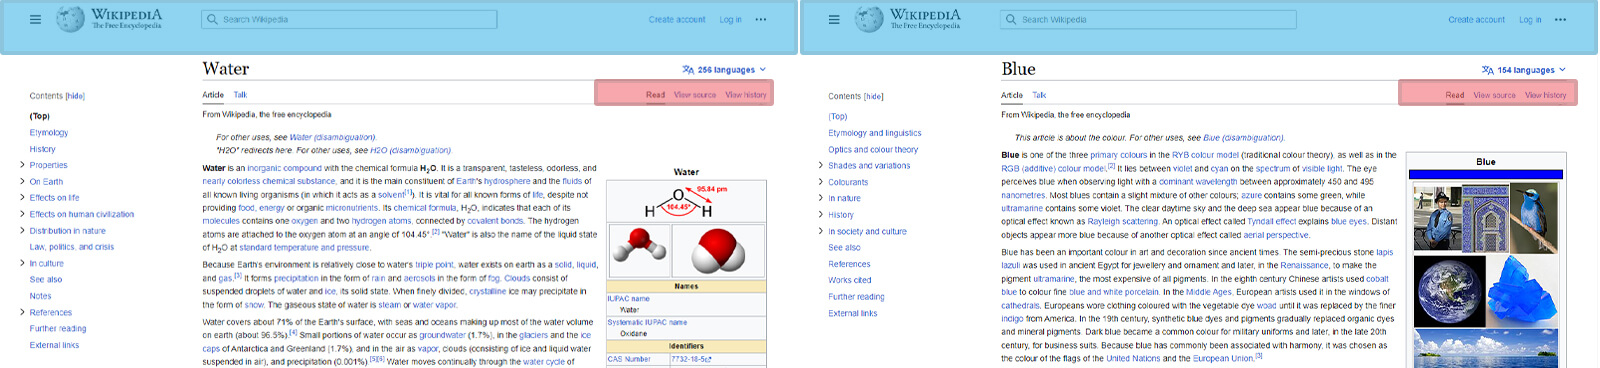 WIKIPEDIA
The Free Encyclopedia
Search Wikipedia
Create account Log in
Water
256 languages
Article Talk
Read View source View history
From Wikipedia, the free encyclopedia
Contents [hide]
(Top)
Etymology
History
Properties
On Earth
Effects on life
Effects on human civilization
Distribution in nature
Law, politics, and crisis
In culture
See also
Notes
References
Further reading
External links
For other uses, see Water (disambiguation).
"H2O" redirects here. For other uses, see H2O (disambiguation).
Water is an inorganic compound with the chemical formula H₂O. It is a transparent, tasteless, odorless, and
nearly colorless chemical substance, and it is the main constituent of Earth's hydrosphere and the fluids of
all known living organisms (in which it acts as a solvent[1]). It is vital for all known forms of life, despite not
providing food, energy or organic micronutrients. Its chemical formula, H₂O, indicates that each of its
molecules contains one oxygen and two hydrogen atoms, connected by covalent bonds. The hydrogen
atoms are attached to the oxygen atom at an angle of 104.45°.[2] "Water" is also the name of the liquid state
of H₂O at standard temperature and pressure.
Because Earth's environment is relatively close to water's triple point, water exists on earth as a solid, liquid,
and gas.[3] It forms precipitation in the form of rain and aerosols in the form of fog. Clouds consist of
suspended droplets of water and ice, its solid state. When finely divided, crystalline ice may precipitate in
the form of snow. The gaseous state of water is steam or water vapor.
Water covers about 71% of the Earth's surface, with seas and oceans making up most of the water volume
on earth (about 96.5%).[4] Small portions of water occur as groundwater (1.7%), in the glaciers and the ice
caps of Antarctica and Greenland (1.7%), and in the air as vapor, clouds (consisting of ice and liquid water
suspended in air), and precipitation (0.001%).[5][6] Water moves continually through the water cycle of
Water
95.84 pm
O
H H
104.45°
Names
IUPAC name
Water
Systematic IUPAC name
Oxidane
Identifiers
CAS Number 7732-18-5
WIKIPEDIA
The Free Encyclopedia
Search Wikipedia
Create account Log in
Blue
154 languages
Article Talk
Read View source View history
From Wikipedia, the free encyclopedia
Contents [hide]
(Top)
Etymology and linguistics
Optics and colour theory
Shades and variations
Colourants
In nature
History
In society and culture
See also
References
Works cited
Further reading
External links
This article is about the colour. For other uses, see Blue (disambiguation).
Blue is one of the three primary colours in the RYB colour model (traditional colour theory), as well as in the
RGB (additive) colour model.[2] It lies between violet and cyan on the spectrum of visible light. The eye
perceives blue when observing light with a dominant wavelength between approximately 450 and 495
nanometres. Most blues contain a slight mixture of other colours; azure contains some green, while
ultramarine contains some violet. The clear daytime sky and the deep sea appear blue because of an
optical effect known as Rayleigh scattering. An optical effect called Tyndall effect explains blue eyes. Distant
objects appear more blue because of another optical effect called aerial perspective.
Blue has been an important colour in art and decoration since ancient times. The semi-precious stone lapis
lazuli was used in ancient Egypt for jewellery and ornament and later, in the Renaissance, to make the
pigment ultramarine, the most expensive of all pigments. In the eighth century Chinese artists used cobalt
blue to colour fine blue and white porcelain. In the Middle Ages, European artists used it in the windows of
cathedrals. Europeans wore clothing coloured with the vegetable dye woad until it was replaced by the finer
indigo from America. In the 19th century, synthetic blue dyes and pigments gradually replaced organic dyes
and mineral pigments. Dark blue became a common colour for military uniforms and later, in the late 20th
century, for business suits. Because blue has commonly been associated with harmony, it was chosen as
the colour of the flags of the United Nations and the European Union.[3]
Blue